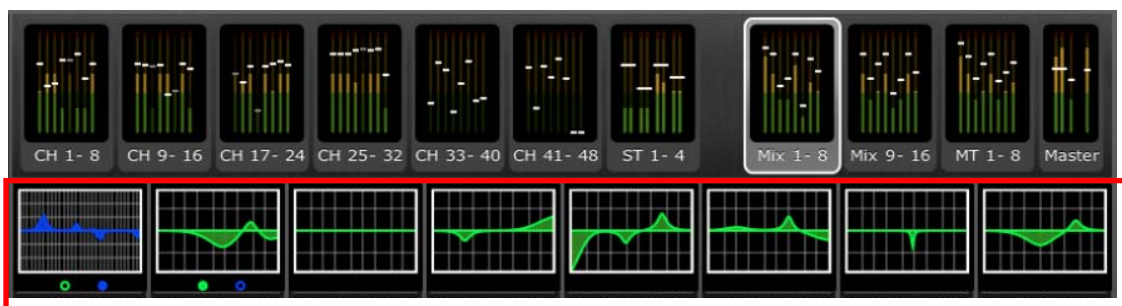 CH 1- 8 CH 9- 16 CH 17- 24 CH 25- 32 CH 33- 40 CH 41- 48 ST 1- 4 Mix 1- 8 Mix 9- 16 MT 1- 8 Master